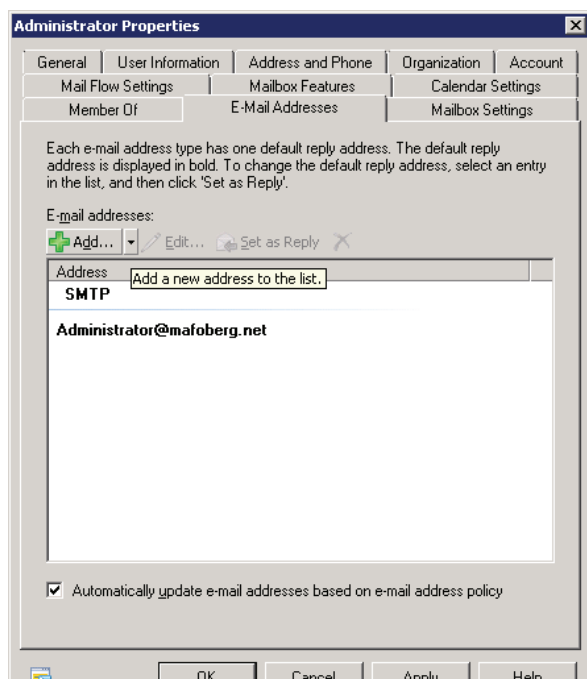 Administrator Properties
General
User Information
Address and Phone
Organization
Account
Mail Flow Settings
Mailbox Features
Calendar Settings
Member Of
E-Mail Addresses
Mailbox Settings
Each e-mail address type has one default reply address. The default reply
address is displayed in bold. To change the default reply address, select an entry
in the list, and then click 'Set as Reply'.
E-mail addresses:
Add...
Edit...
Set as Reply
Address
Add a new address to the list.
SMTP
Administrator@mafoberg.net
Automatically update e-mail addresses based on e-mail address policy
OK
Cancel
Apply
Help